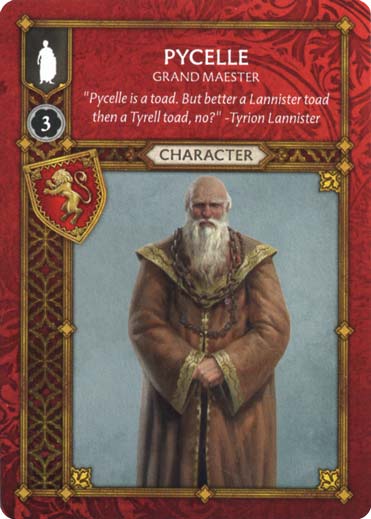 PYCELLE
GRAND MAESTER
"Pycelle is a toad. But better a Lannister toad
then a Tyrell toad, no?" -Tyrion Lannister
3
CHARACTER